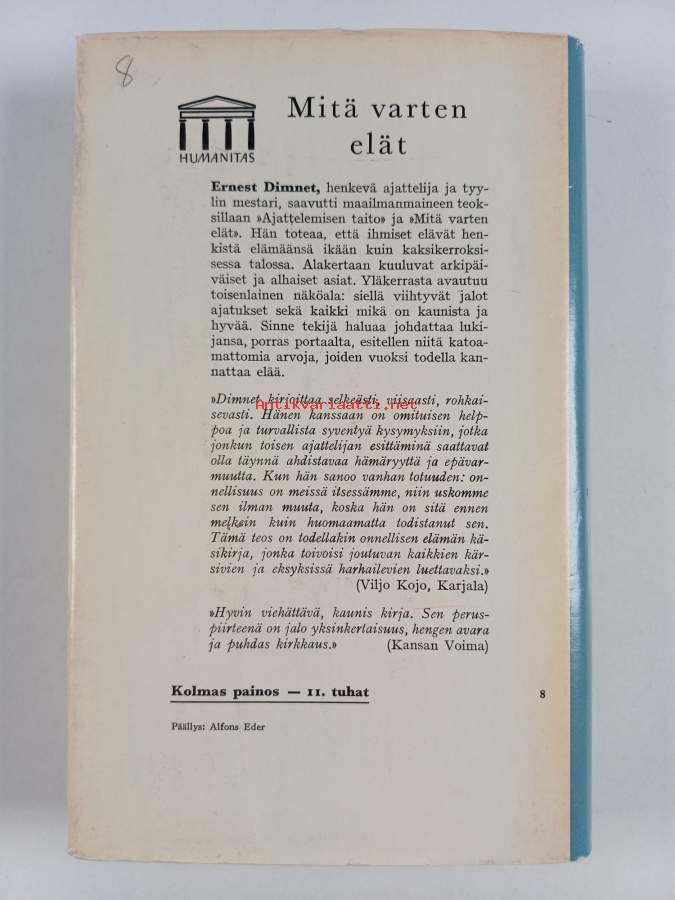 8
Mitä varten
elät
HUMANITAS
Ernest Dimnet, henkevä ajattelija ja tyy-
lin mestari, saavutti maailmanmaineen teok-
sillaan »Ajattelemisen taito» ja »Mitä varten
elät». Hän toteaa, että ihmiset elävät hen-
kistä elämäänsä ikään kuin kaksikerroksi-
sessa talossa. Alakertaan kuuluvat arkipäi-
väiset ja alhaiset asiat. Yläkerrasta avautuu
toisenlainen näköala: siellä viihtyvät jalot
ajatukset sekä kaikki mikä on kaunista ja
hyvää. Sinne tekijä haluaa johdattaa luki-
jansa, porras portaalta, esitellen niitä katoa-
mattomia arvoja, joiden vuoksi todella kan-
nattaa elää.
»Dimnet kirjoittaa selkeästi, viisaasti, rohkai-
Antikvariaatti.net
sevasti. Hänen kanssaan on omituisen help-
poa ja turvallista syventyä kysymyksiin, jotka
jonkun toisen ajattelijan esittäminä saattavat
olla täynnä ahdistavaa hämäryyttä ja epävar-
muutta. Kun hän sanoo vanhan totuuden: on-
nellisuus on meissä itsessämme, niin uskomme
sen ilman muuta, koska hän on sitä ennen
melkein kuin huomaamatta todistanut sen.
Tämä teos on todellakin onnellisen elämän kä-
sikirja, jonka toivoisi joutuvan kaikkien kär-
sivien ja eksyksissä harhailevien luettavaksi.»
(Viljo Kojo, Karjala)
»Hyvin viehättävä, kaunis kirja. Sen perus-
piirteenä on jalo yksinkertaisuus, hengen avara
ja puhdas kirkkaus.» (Kansan Voima)
Kolmas painos — 11. tuhat 8
Päällys: Alfons Eder